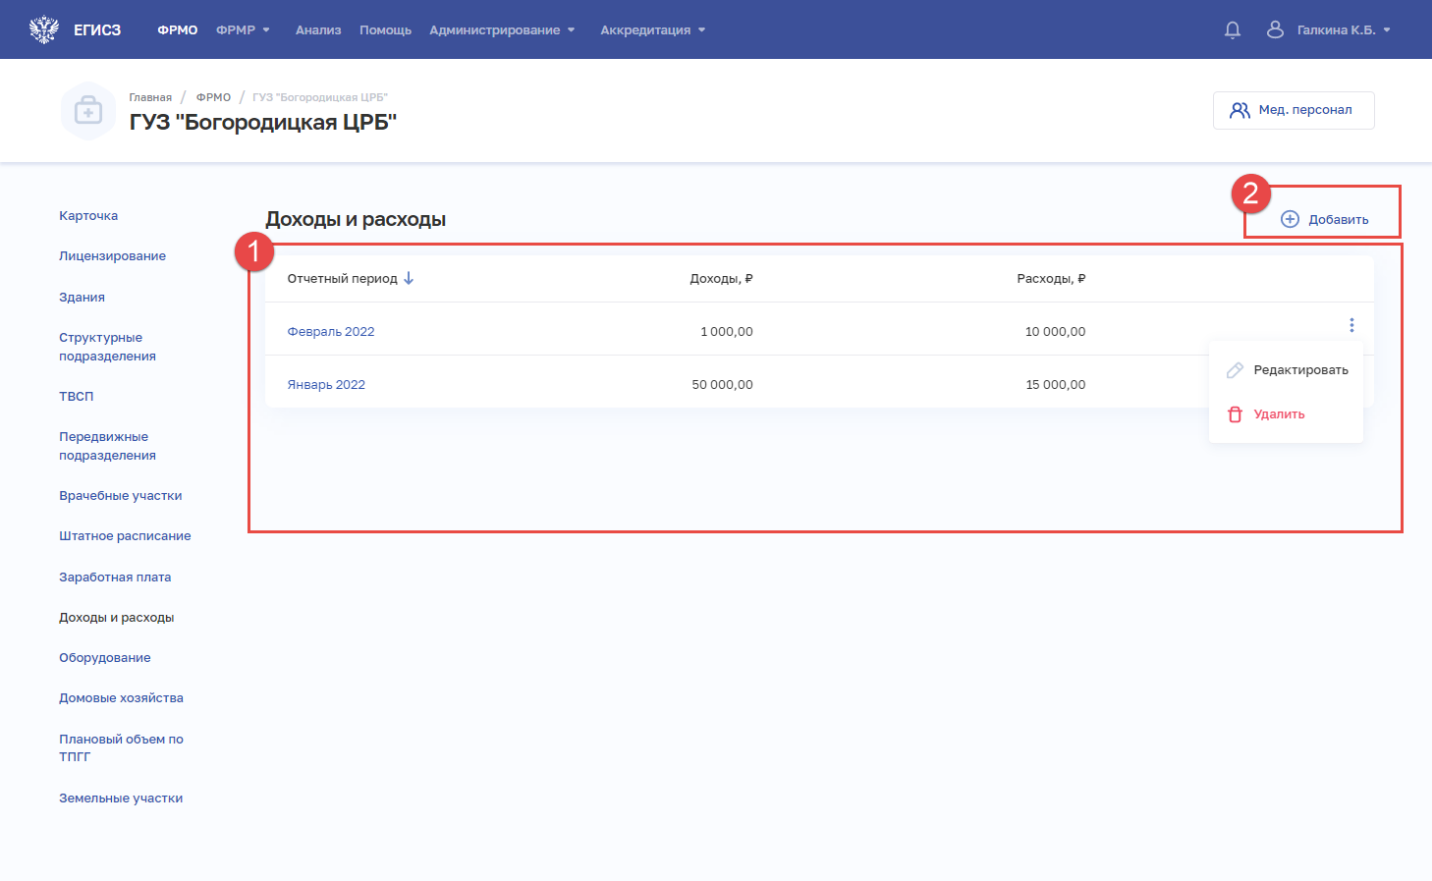 ЕГИСЗ ФРМО ФРМР Анализ Помощь Администрирование Аккредитация Галкина К.Б.
Главная / ФРМО / ГУЗ "Богородицкая ЦРБ"
ГУЗ "Богородицкая ЦРБ"
Мед. персонал
Карточка
Лицензирование
Здания
Структурные
подразделения
ТВСП
Передвижные
подразделения
Врачебные участки
Штатное расписание
Заработная плата
Доходы и расходы
Оборудование
Домовые хозяйства
Плановый объем по
ТПГГ
Земельные участки
Доходы и расходы
2
Добавить
1
Отчетный период Доходы, ₽ Расходы, ₽
Февраль 2022 1 000,00 10 000,00
Январь 2022 50 000,00 15 000,00
Редактировать
Удалить